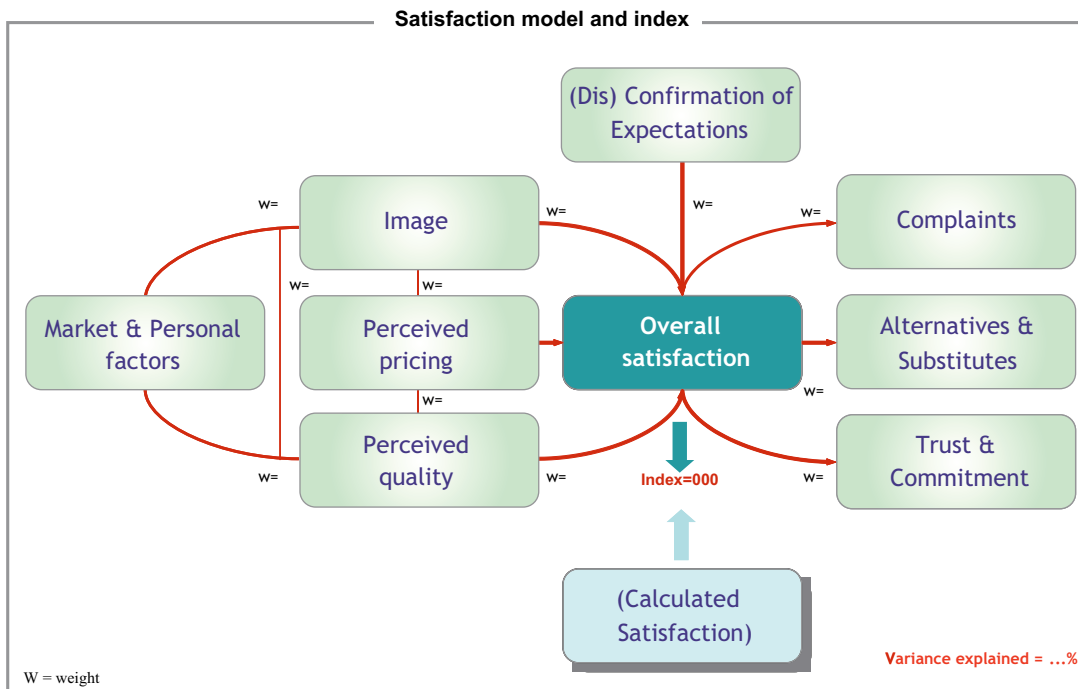 Satisfaction model and index
(Dis) Confirmation of
Expectations
w=
Image
w=
w=
w=
Complaints
w=
w=
Market & Personal
factors
Perceived
pricing
Overall
satisfaction
Alternatives &
Substitutes
w=
w=
Perceived
quality
Trust &
Commitment
w=
w=
Index=000
w=
(Calculated
Satisfaction)
Variance explained = ...%
W = weight